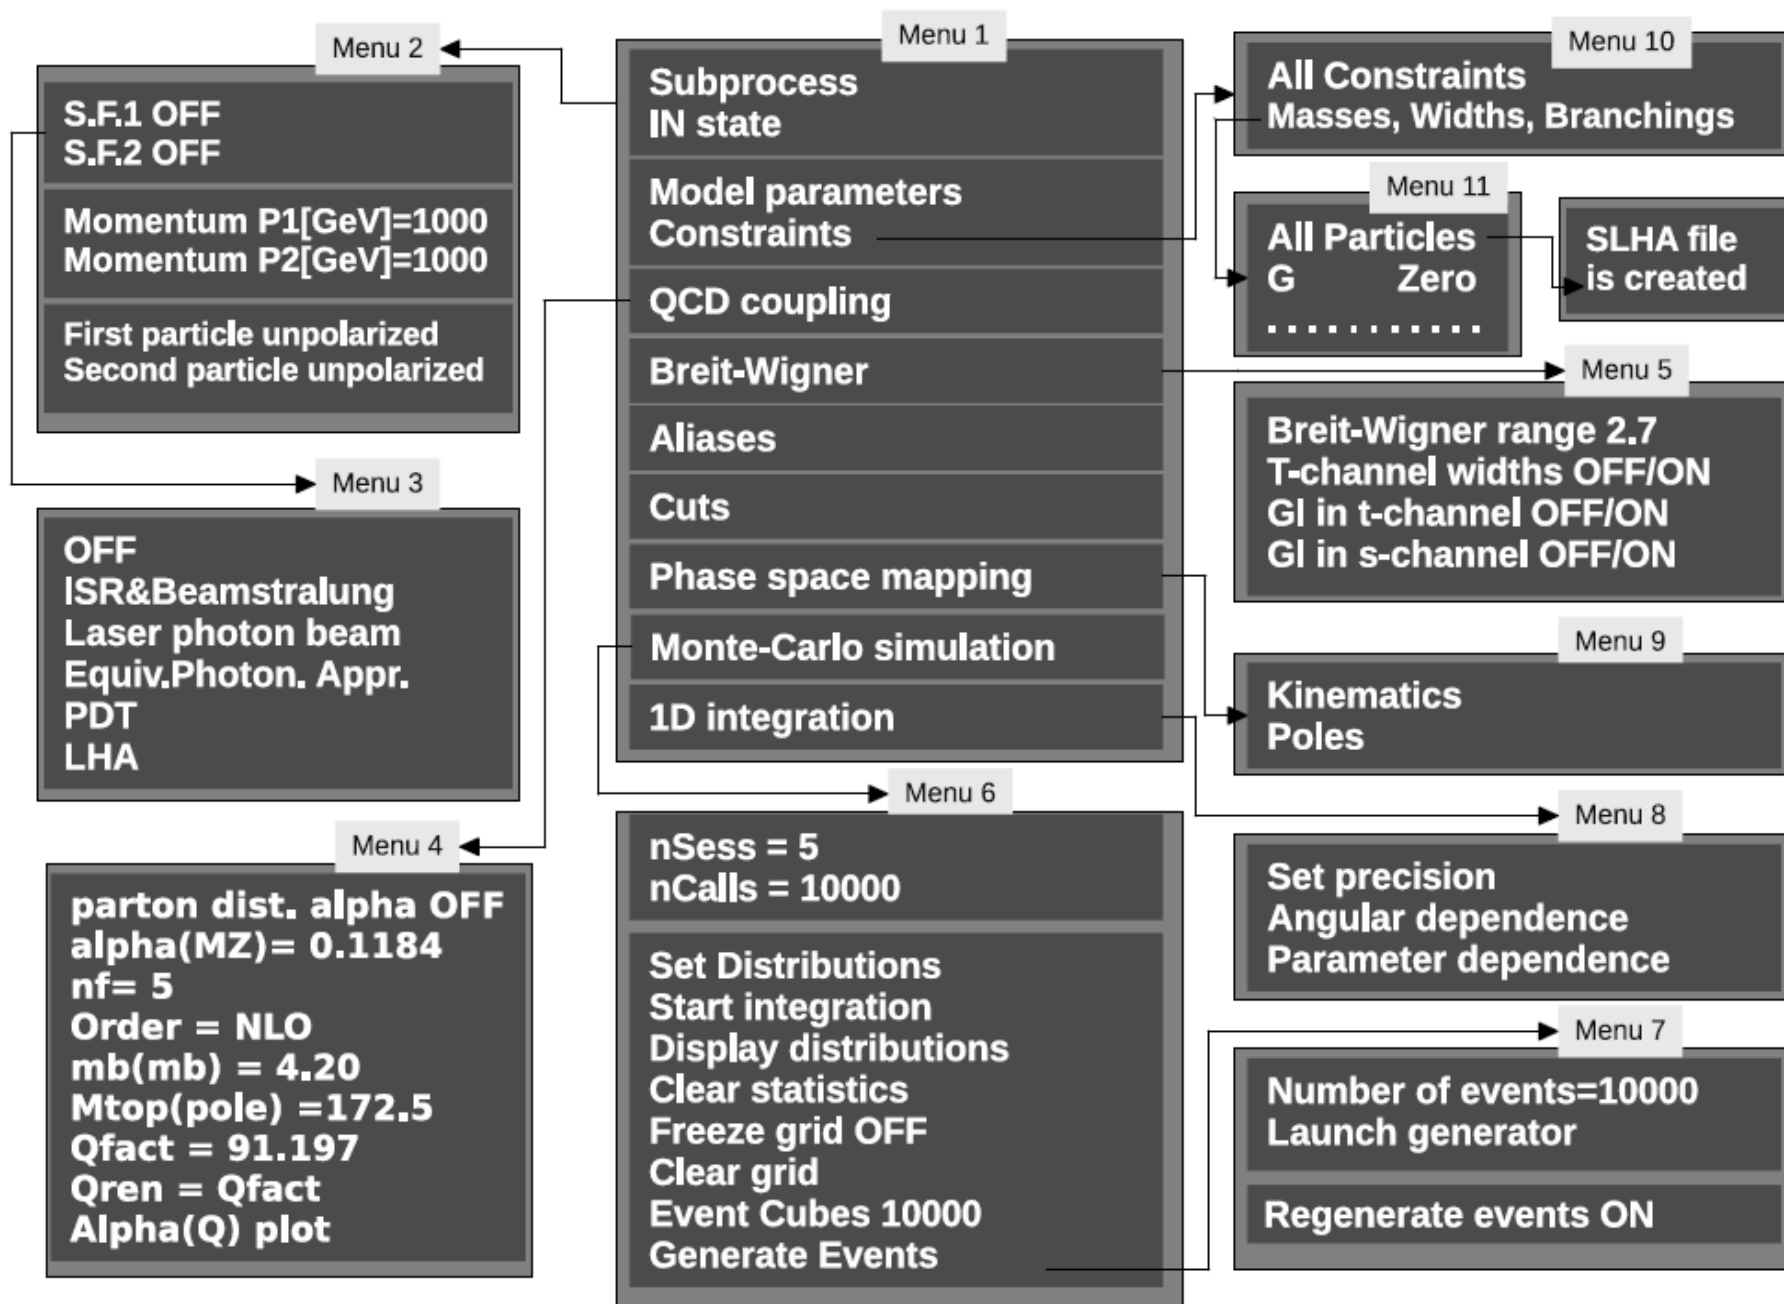 Menu 2
S.F.1 OFF
S.F.2 OFF
Momentum P1[GeV]=1000
Momentum P2[GeV]=1000
First particle unpolarized
Second particle unpolarized
Menu 3
OFF
ISR&Beamstralung
Laser photon beam
Equiv.Photon. Appr.
PDT
LHA
Menu 4
parton dist. alpha OFF
alpha(MZ)= 0.1184
nf= 5
Order = NLO
mb(mb) = 4.20
Mtop(pole) =172.5
Qfact = 91.197
Qren = Qfact
Alpha(Q) plot
Menu 1
Subprocess
IN state
Model parameters
Constraints
QCD coupling
Breit-Wigner
Aliases
Cuts
Phase space mapping
Monte-Carlo simulation
1D integration
Menu 6
nSess = 5
nCalls = 10000
Set Distributions
Start integration
Display distributions
Clear statistics
Freeze grid OFF
Clear grid
Event Cubes 10000
Generate Events
Menu 10
All Constraints
Masses, Widths, Branchings
Menu 11
All Particles
G Zero
...........
SLHA file
is created
Menu 5
Breit-Wigner range 2.7
T-channel widths OFF/ON
GI in t-channel OFF/ON
GI in s-channel OFF/ON
Menu 9
Kinematics
Poles
Menu 8
Set precision
Angular dependence
Parameter dependence
Menu 7
Number of events=10000
Launch generator
Regenerate events ON